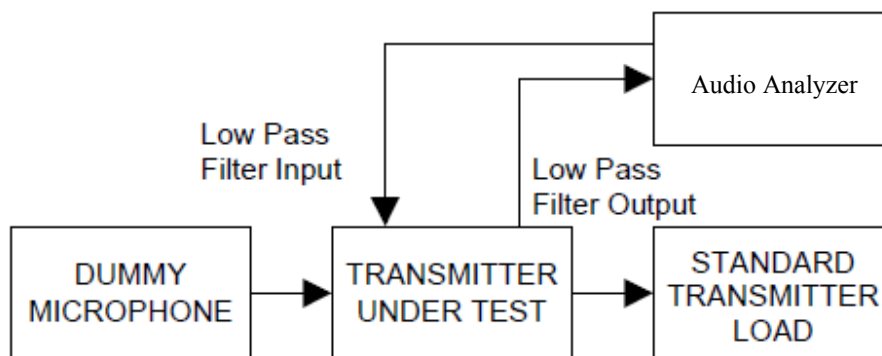 Audio Analyzer
Low Pass
Filter Input
Low Pass
Filter Output
DUMMY
MICROPHONE
TRANSMITTER
UNDER TEST
STANDARD
TRANSMITTER
LOAD